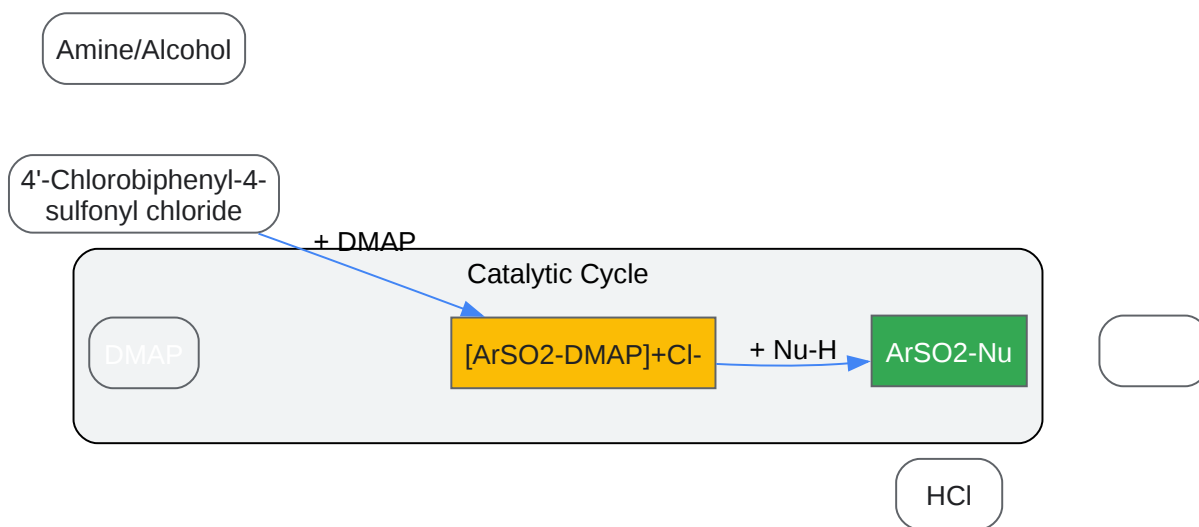 Amine/Alcohol
4'-Chlorobiphenyl-4-
sulfonyl chloride
+ DMAP
Catalytic Cycle
DMAP
[ArSO2-DMAP]+Cl-
+ Nu-H
ArSO2-Nu
HCl